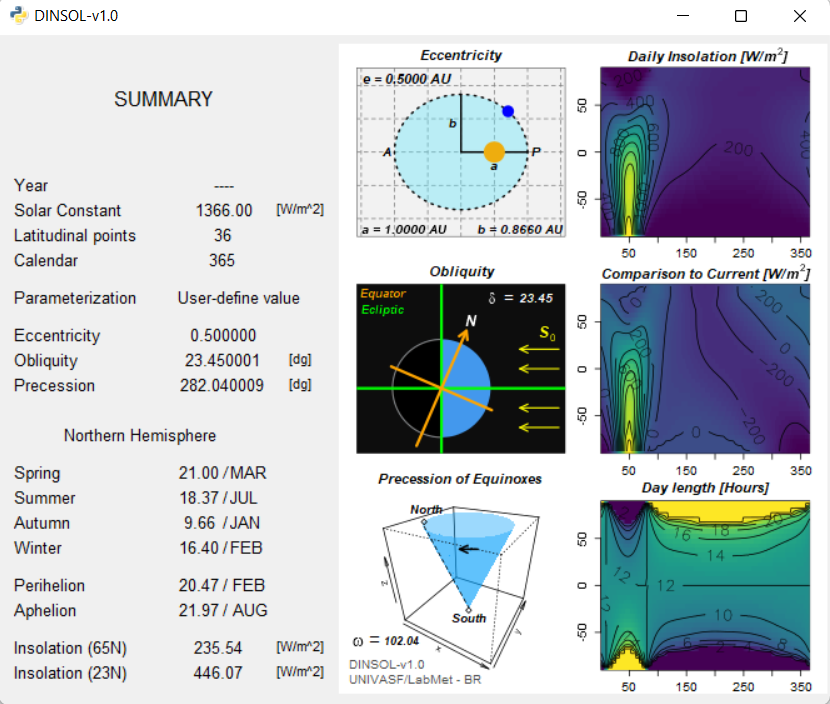 DINSOL-v1.0
SUMMARY
Year ----
Solar Constant 1366.00 [W/m^2]
Latitudinal points 36
Calendar 365
Parameterization User-define value
Eccentricity 0.500000
Obliquity 23.450001 [dg]
Precession 282.040009 [dg]
Northern Hemisphere
Spring 21.00 / MAR
Summer 18.37 / JUL
Autumn 9.66 / JAN
Winter 16.40 / FEB
Perihelion 20.47 / FEB
Aphelion 21.97 / AUG
Insolation (65N) 235.54 [W/m^2]
Insolation (23N) 446.07 [W/m^2]
Eccentricity
e = 0.5000 AU
b
A
P
a
a = 1.0000 AU b = 0.8660 AU
Obliquity
Equator
Ecliptic
δ = 23.45
N
S0
Precession of Equinoxes
North
South
z
x
y
ω = 102.04
DINSOL-v1.0
UNIVASF/LabMet - BR
Daily Insolation [W/m²]
200
400
600
200
400
50
0
-50
50 150 250 350
Comparison to Current [W/m²]
0
200
-200
-200
0
50
0
-50
50 150 250 350
Day length [Hours]
16
18
20
14
12
12
12
10
8
6
50
0
-50
50 150 250 350